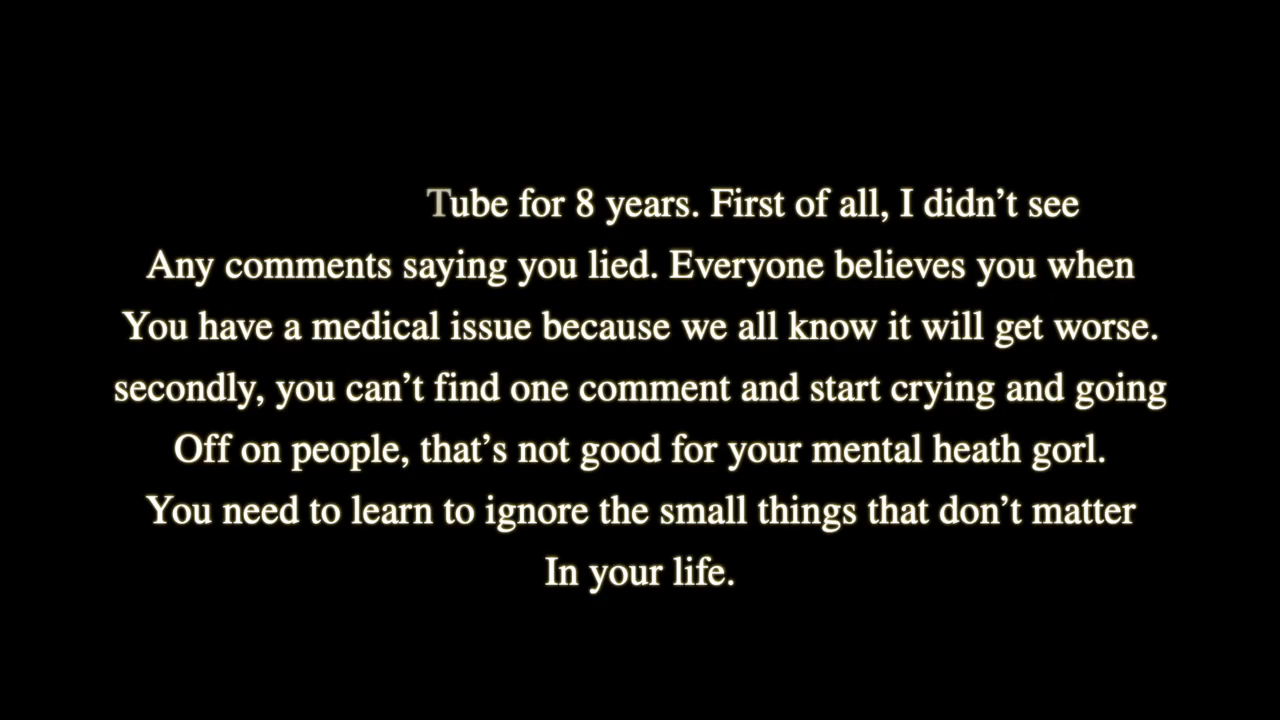 Tube for 8 years. First of all, I didn’t see
Any comments saying you lied. Everyone believes you when
You have a medical issue because we all know it will get worse.
secondly, you can’t find one comment and start crying and going
Off on people, that’s not good for your mental heath gorl.
You need to learn to ignore the small things that don’t matter
In your life.